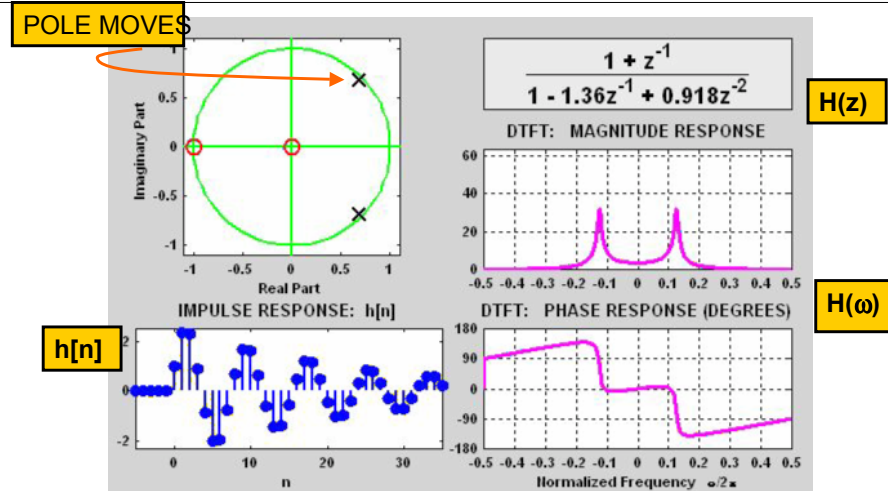 POLE MOVES
1
0.5
0
-0.5
-1
Imaginary Part
-1 -0.5 0 0.5 1
Real Part
1 + z^-1
1 - 1.36z^-1 + 0.918z^-2
H(z)
DTFT: MAGNITUDE RESPONSE
60
40
20
0
-0.5 -0.4 -0.3 -0.2 -0.1 0 0.1 0.2 0.3 0.4 0.5
IMPULSE RESPONSE: h[n]
h[n]
2
0
-2
0 10 20 30
n
DTFT: PHASE RESPONSE (DEGREES)
H(ω)
180
90
0
-90
-180
-0.5 -0.4 -0.3 -0.2 -0.1 0 0.1 0.2 0.3 0.4 0.5
Normalized Frequency ω/2π